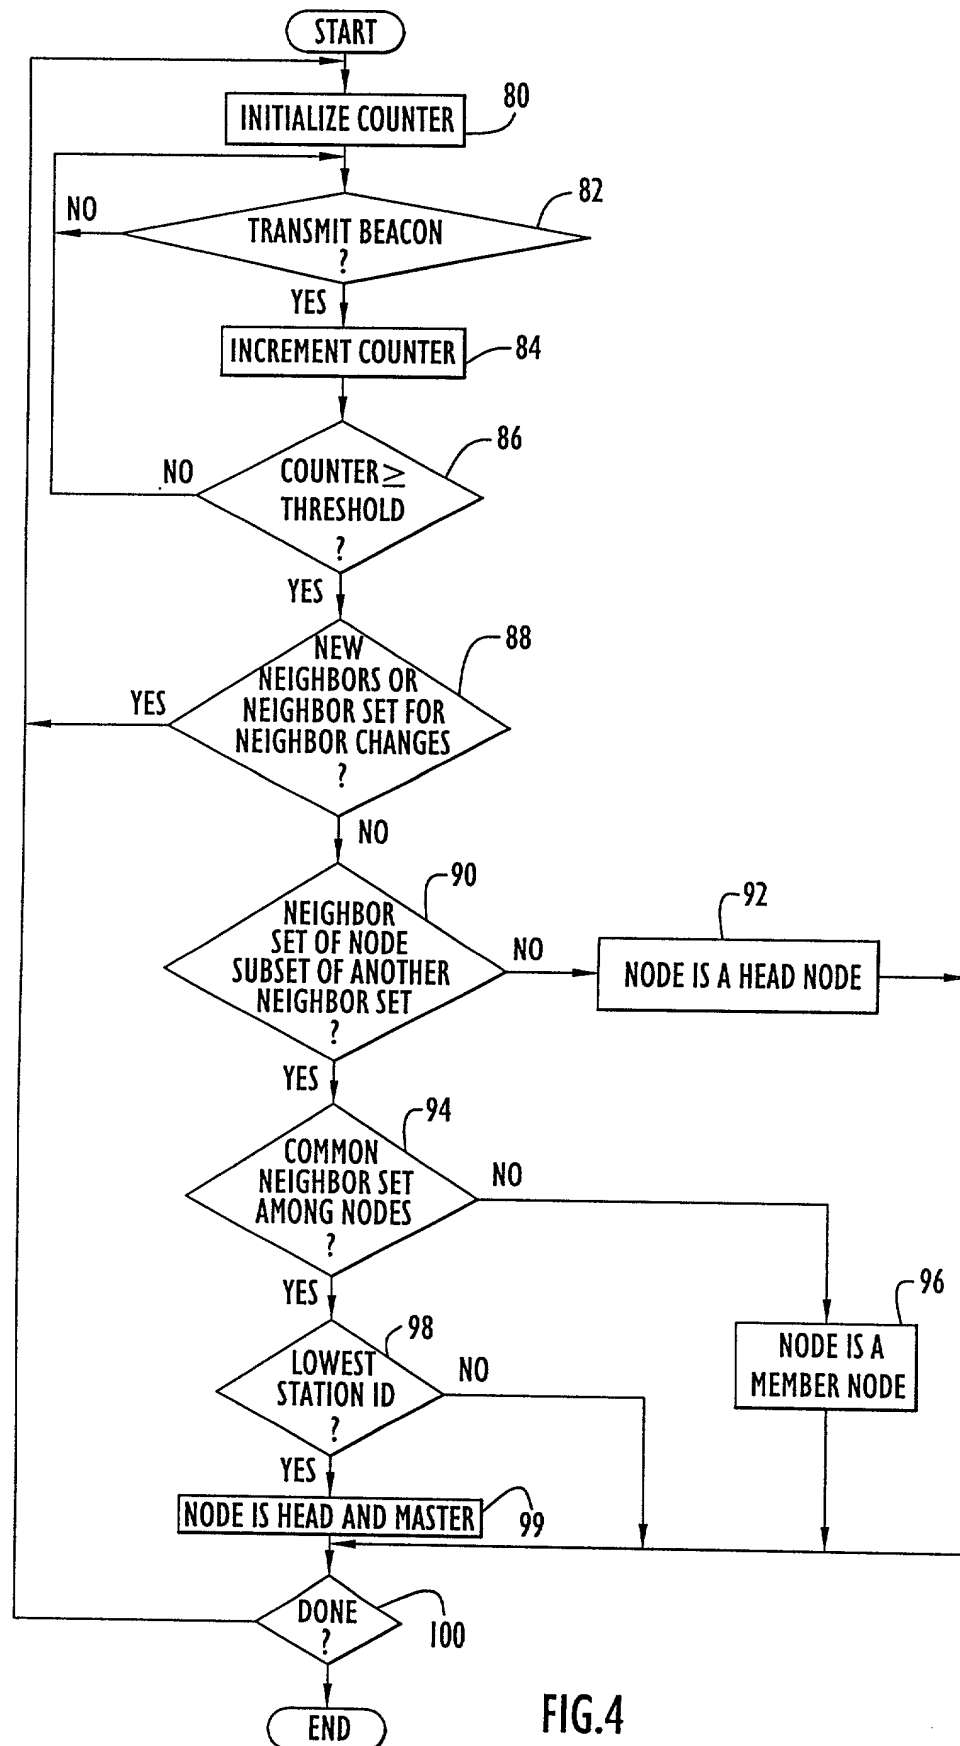 START
INITIALIZE COUNTER
80
NO
TRANSMIT BEACON
?
82
YES
INCREMENT COUNTER
84
NO
COUNTER ≥
THRESHOLD
?
86
YES
YES
NEW
NEIGHBORS OR
NEIGHBOR SET FOR
NEIGHBOR CHANGES
?
88
NO
NEIGHBOR
SET OF NODE
SUBSET OF ANOTHER
NEIGHBOR SET
?
90
NO
92
NODE IS A HEAD NODE
YES
COMMON
NEIGHBOR SET
AMONG NODES
?
94
NO
96
NODE IS A
MEMBER NODE
YES
LOWEST
STATION ID
?
98
NO
YES
NODE IS HEAD AND MASTER
99
DONE
?
100
END
FIG.4